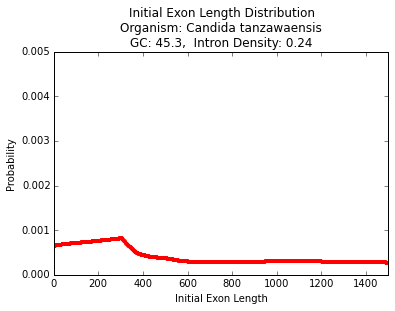 Initial Exon Length Distribution
Organism: Candida tanzawaensis
GC: 45.3,  Intron Density: 0.24
0.005
0.004
0.003
0.002
0.001
0.000
Probability
0 200 400 600 800 1000 1200 1400
Initial Exon Length